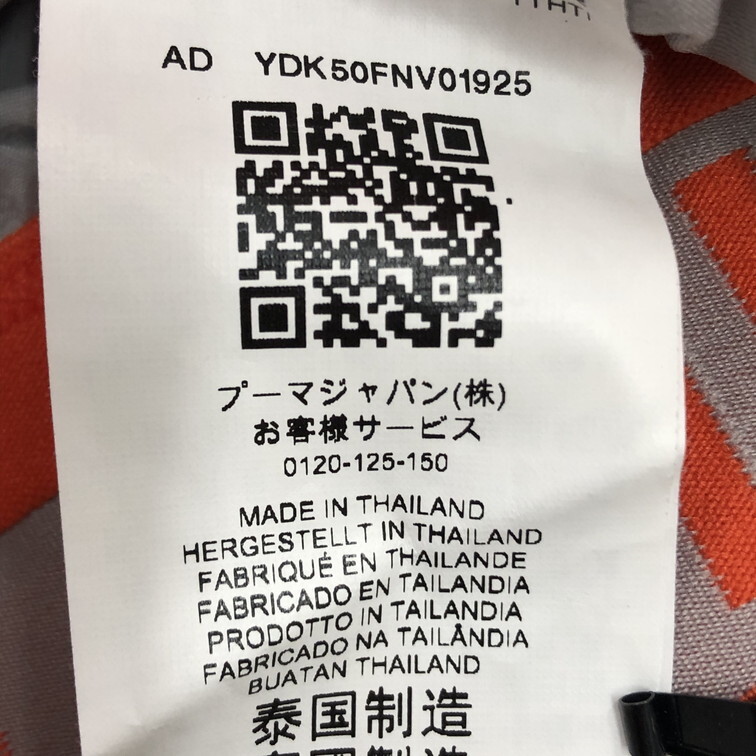 AD YDK50FNV01925
プーマジャパン(株)
お客様サービス
0120-125-150
MADE IN THAILAND
HERGESTELLT IN THAILAND
FABRIQUÉ EN THAILANDE
FABRICADO EN TAILANDIA
PRODOTTO IN TAILANDIA
FABRICADO NA TAILÂNDIA
BUATAN THAILAND
泰国制造